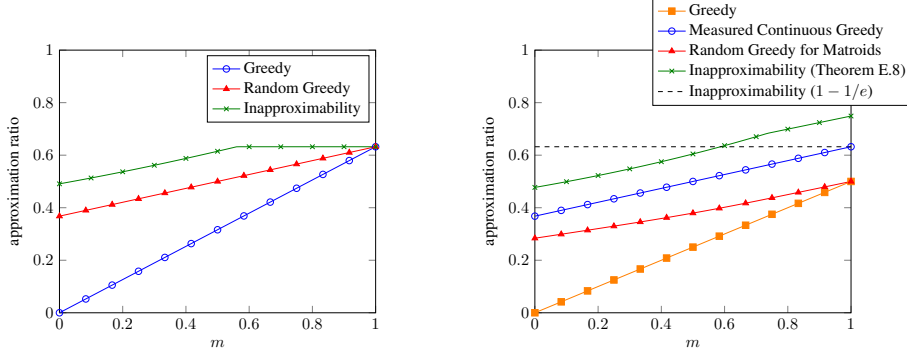 Greedy
Random Greedy
Inapproximability
1
0.8
0.6
0.4
0.2
0
0
0.2
0.4
0.6
0.8
1
approximation ratio
m
Greedy
Measured Continuous Greedy
Random Greedy for Matroids
Inapproximability (Theorem E.8)
Inapproximability (1 − 1/e)
1
0.8
0.6
0.4
0.2
0
0
0.2
0.4
0.6
0.8
1
approximation ratio
m